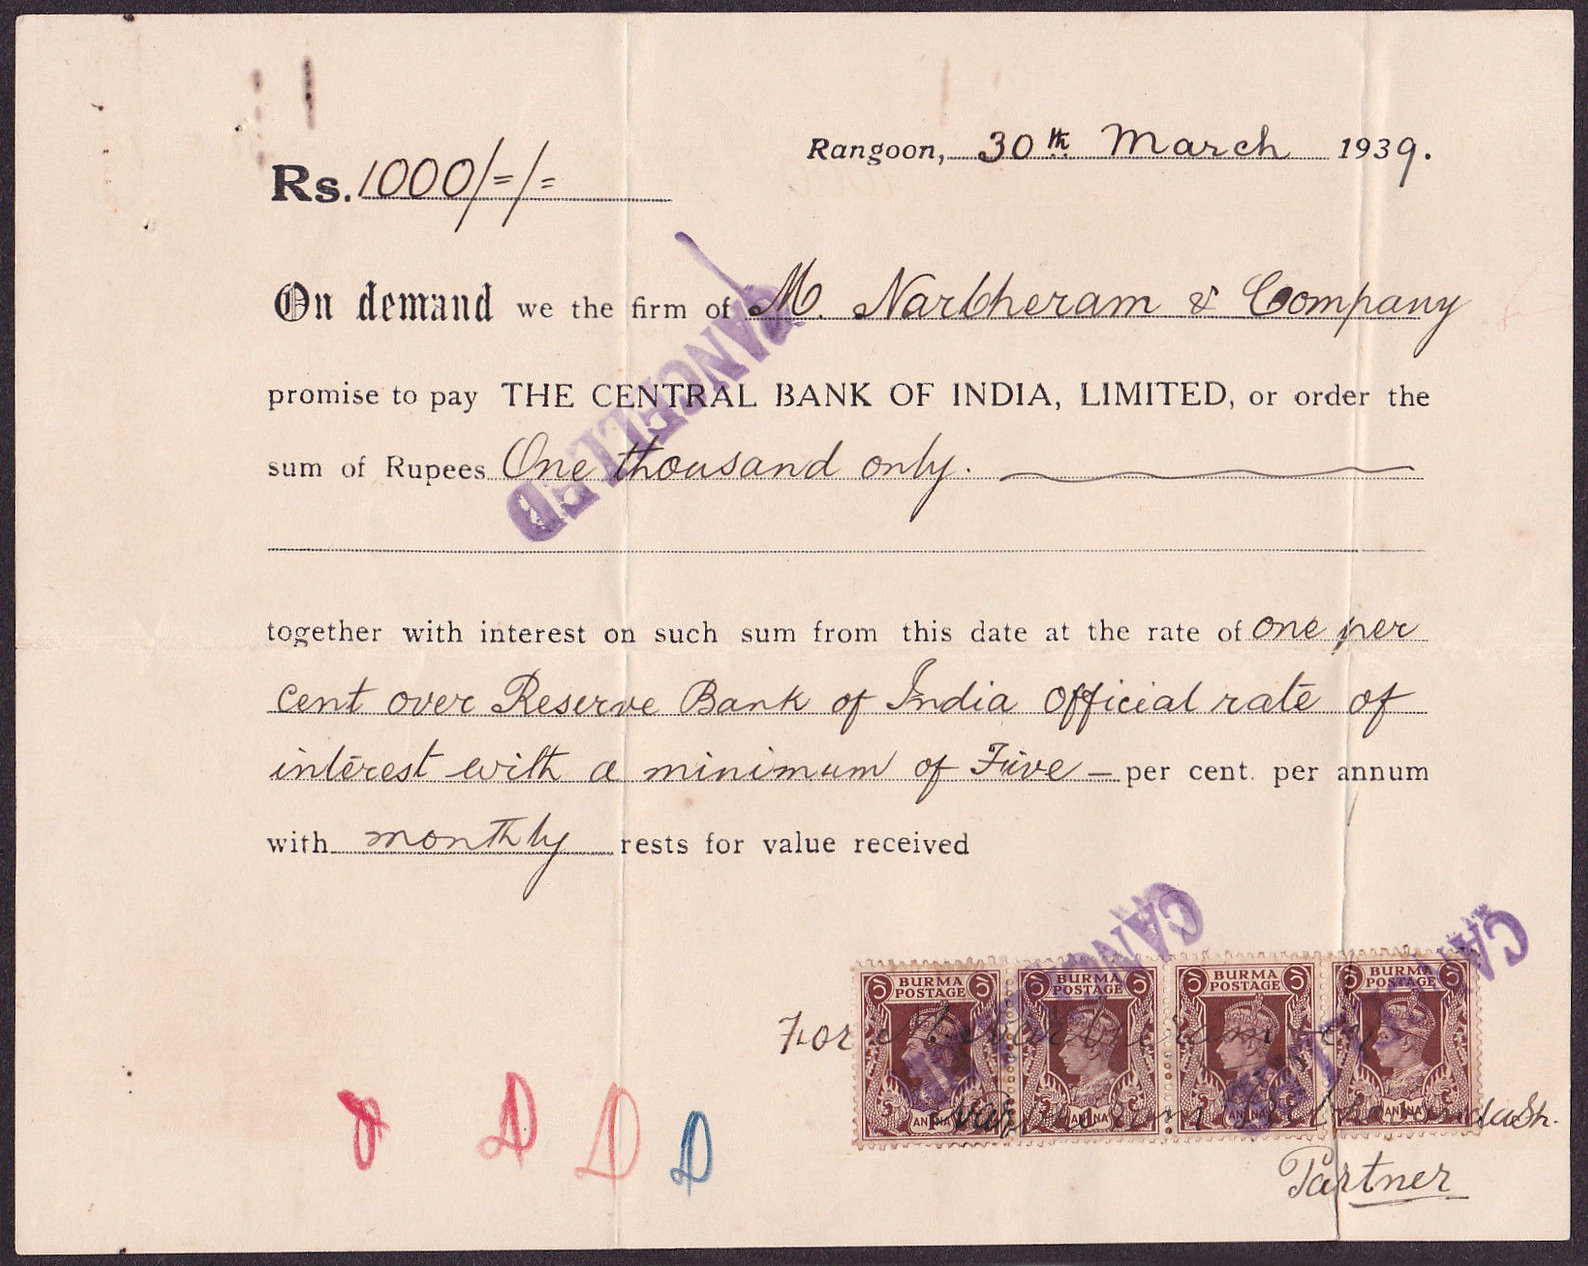 Rangoon, 30th March 1939.
Rs. 1000/=/=
On demand we the firm of M. Narbheram & Company
promise to pay THE CENTRAL BANK OF INDIA, LIMITED, or order the
sum of Rupees One thousand only.
CANCELLED
together with interest on such sum from this date at the rate of one per
cent over Reserve Bank of India Official rate of
interest with a minimum of Five – per cent. per annum
with monthly rests for value received
CANCELLED
CANCELLED
BURMA POSTAGE BURMA POSTAGE BURMA POSTAGE BURMA POSTAGE
For M. Narbheram & Co.
1 ANNA 1 ANNA 1 ANNA 1 ANNA
Partner